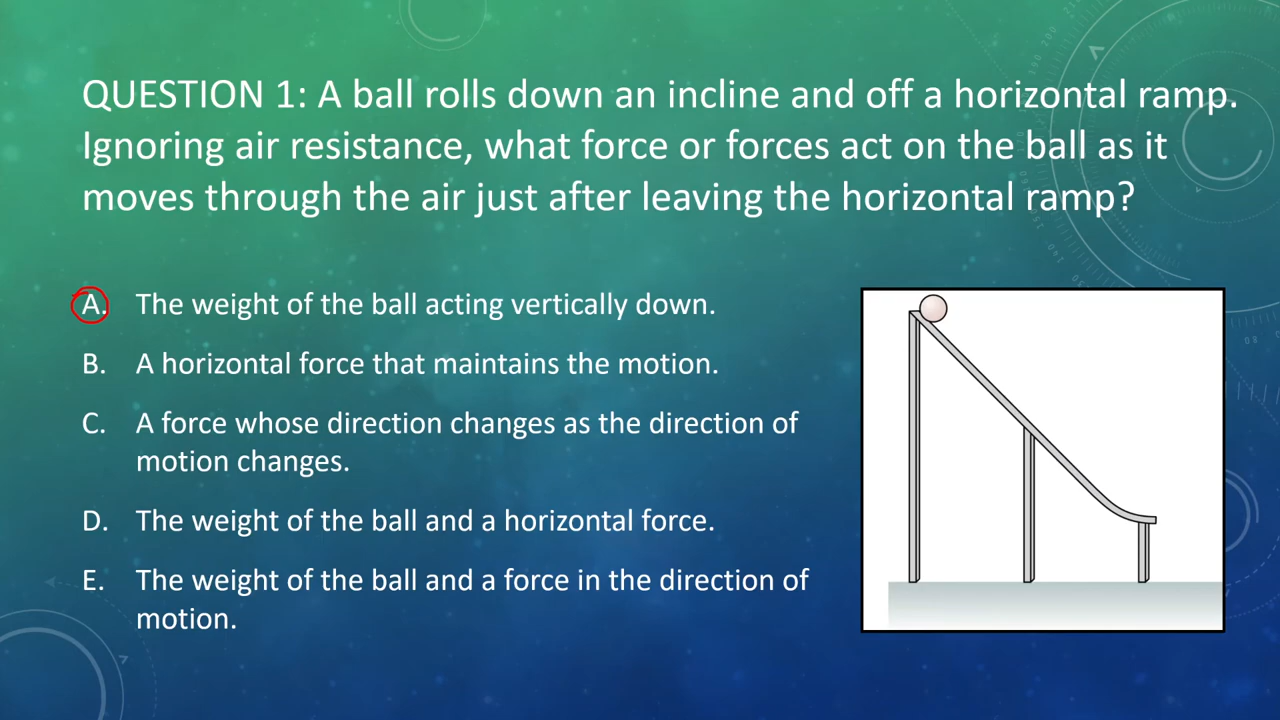 QUESTION 1: A ball rolls down an incline and off a horizontal ramp.
Ignoring air resistance, what force or forces act on the ball as it
moves through the air just after leaving the horizontal ramp?
A. The weight of the ball acting vertically down.
B. A horizontal force that maintains the motion.
C. A force whose direction changes as the direction of
motion changes.
D. The weight of the ball and a horizontal force.
E. The weight of the ball and a force in the direction of
motion.